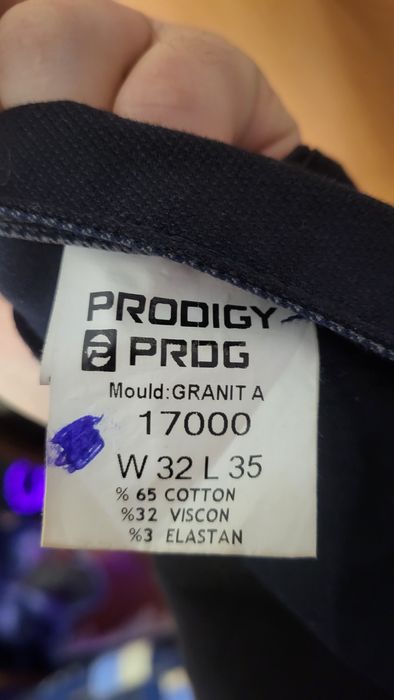 PRODIGY
PRDG
Mould:GRANIT A
17000
W 32 L 35
% 65 COTTON
%32 VISCON
%3 ELASTAN